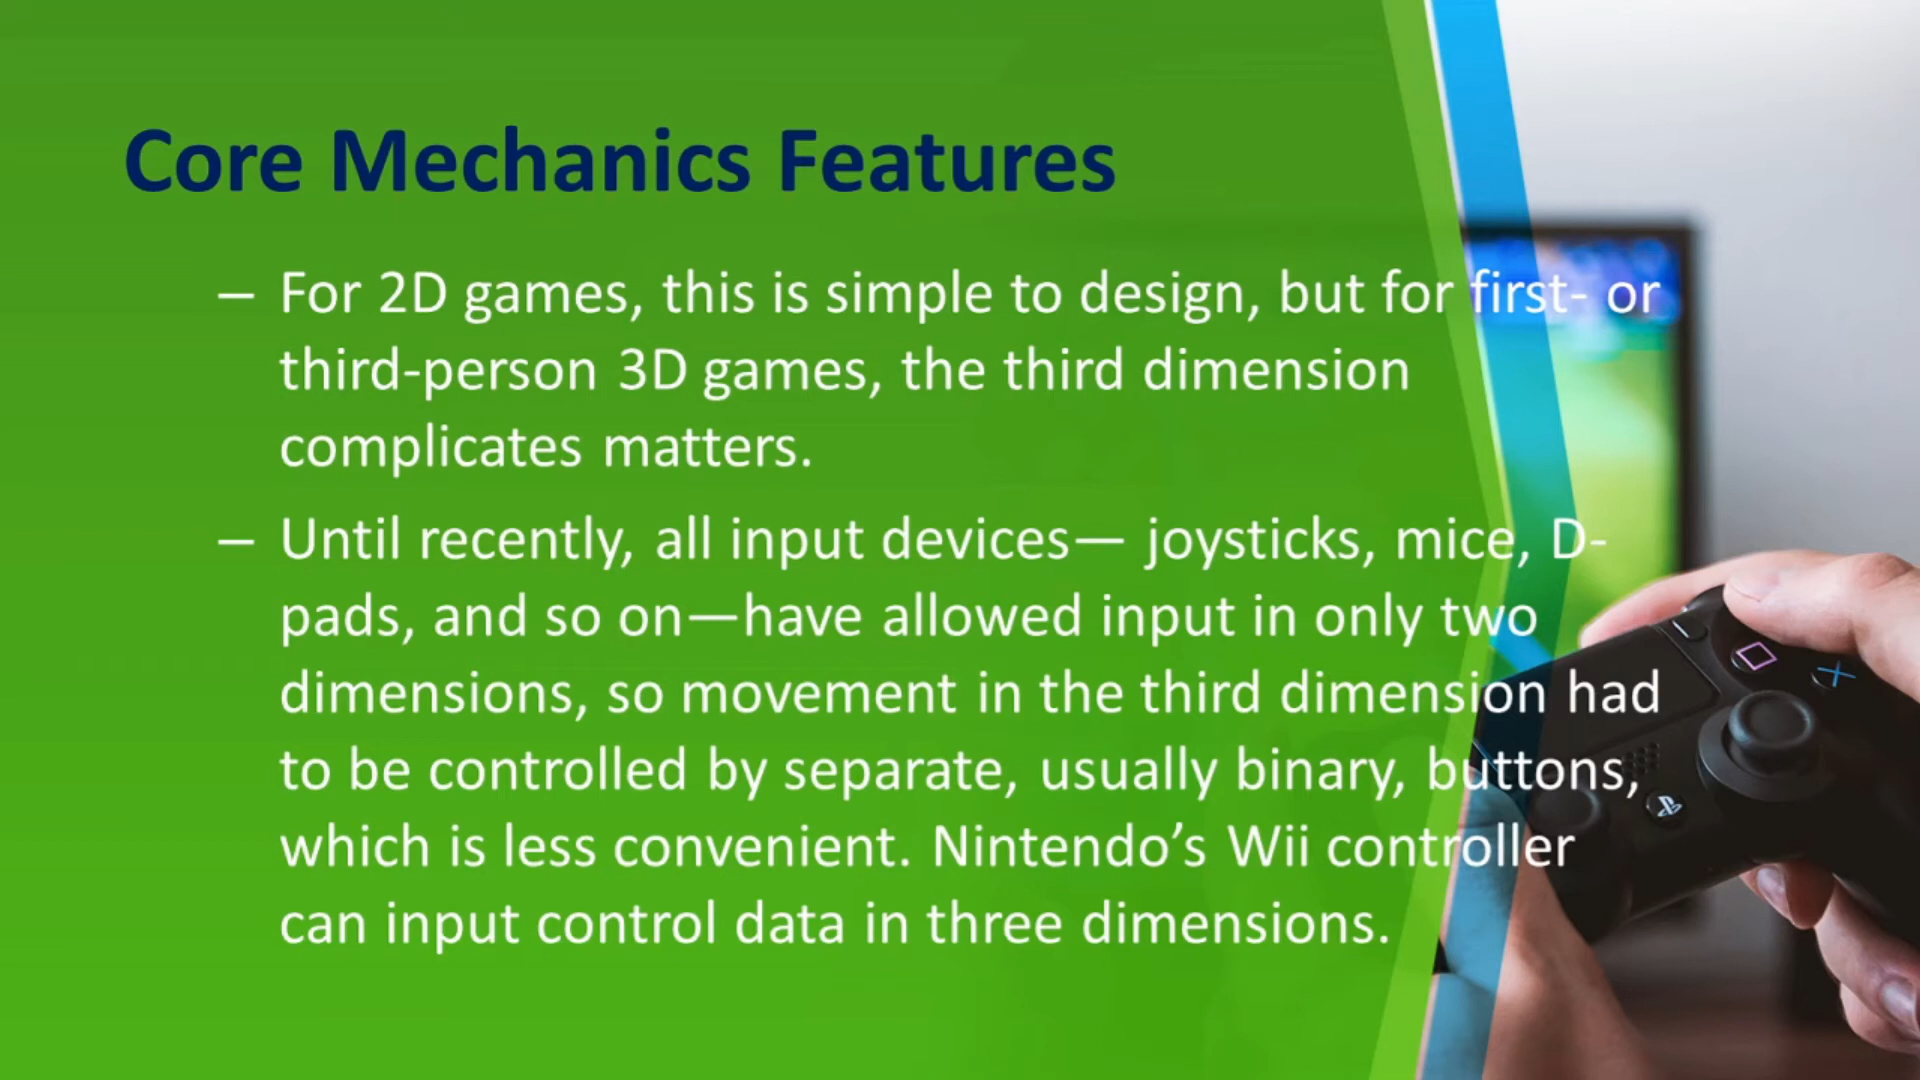 Core Mechanics Features
– For 2D games, this is simple to design, but for first- or
third-person 3D games, the third dimension
complicates matters.
– Until recently, all input devices— joysticks, mice, D-
pads, and so on—have allowed input in only two
dimensions, so movement in the third dimension had
to be controlled by separate, usually binary, buttons,
which is less convenient. Nintendo’s Wii controller
can input control data in three dimensions.